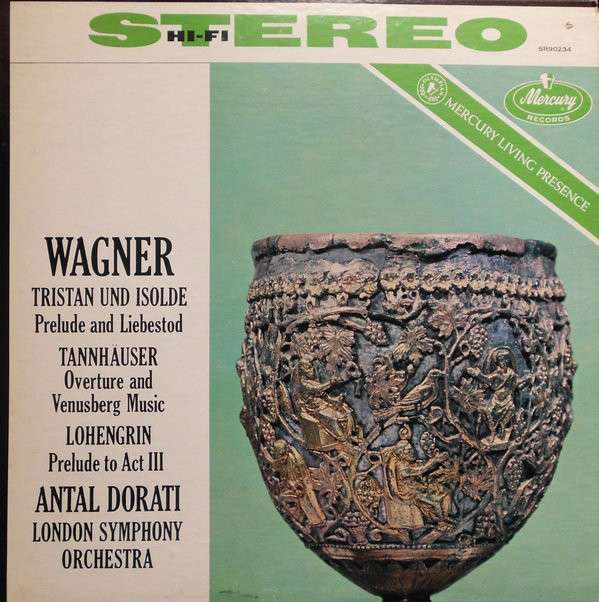 STEREO
HI-FI
SR90234
OLYMPIAN
MERCURY LIVING PRESENCE
Mercury
RECORDS
WAGNER
TRISTAN UND ISOLDE
Prelude and Liebestod
TANNHÄUSER
Overture and
Venusberg Music
LOHENGRIN
Prelude to Act III
ANTAL DORATI
LONDON SYMPHONY
ORCHESTRA